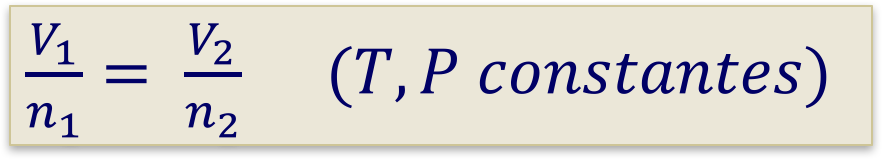 V₁/n₁ = V₂/n₂ (T, P constantes)